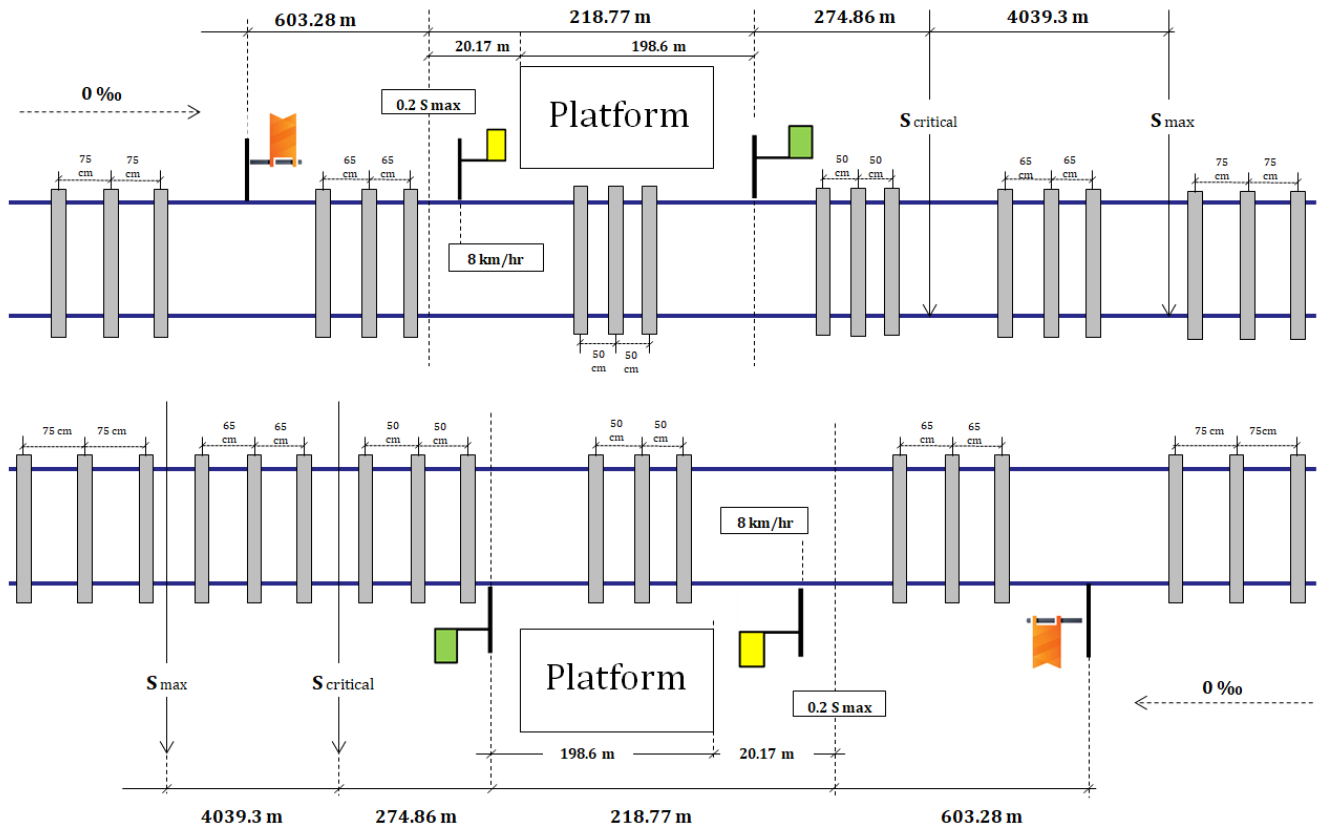 603.28 m
218.77 m
274.86 m
4039.3 m
20.17 m
198.6 m
0 ‰
0.2 S max
Platform
S critical
S max
75
cm
75
cm
65
cm
65
cm
50
cm
50
cm
65
cm
65
cm
75
cm
75
cm
8 km/hr
50
cm
50
cm
75 cm
75 cm
65
cm
65
cm
50
cm
50
cm
50
cm
50
cm
65
cm
65
cm
75 cm
75cm
8 km/hr
S max
S critical
Platform
0.2 S max
0 ‰
198.6 m
20.17 m
4039.3 m
274.86 m
218.77 m
603.28 m